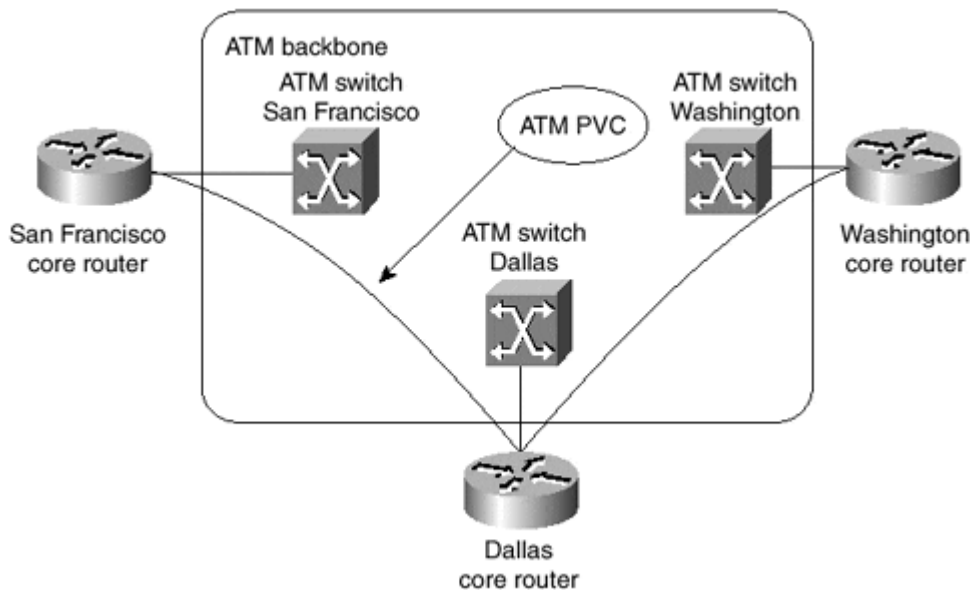 ATM backbone
ATM switch
San Francisco
ATM PVC
ATM switch
Washington
San Francisco
core router
ATM switch
Dallas
Washington
core router
Dallas
core router